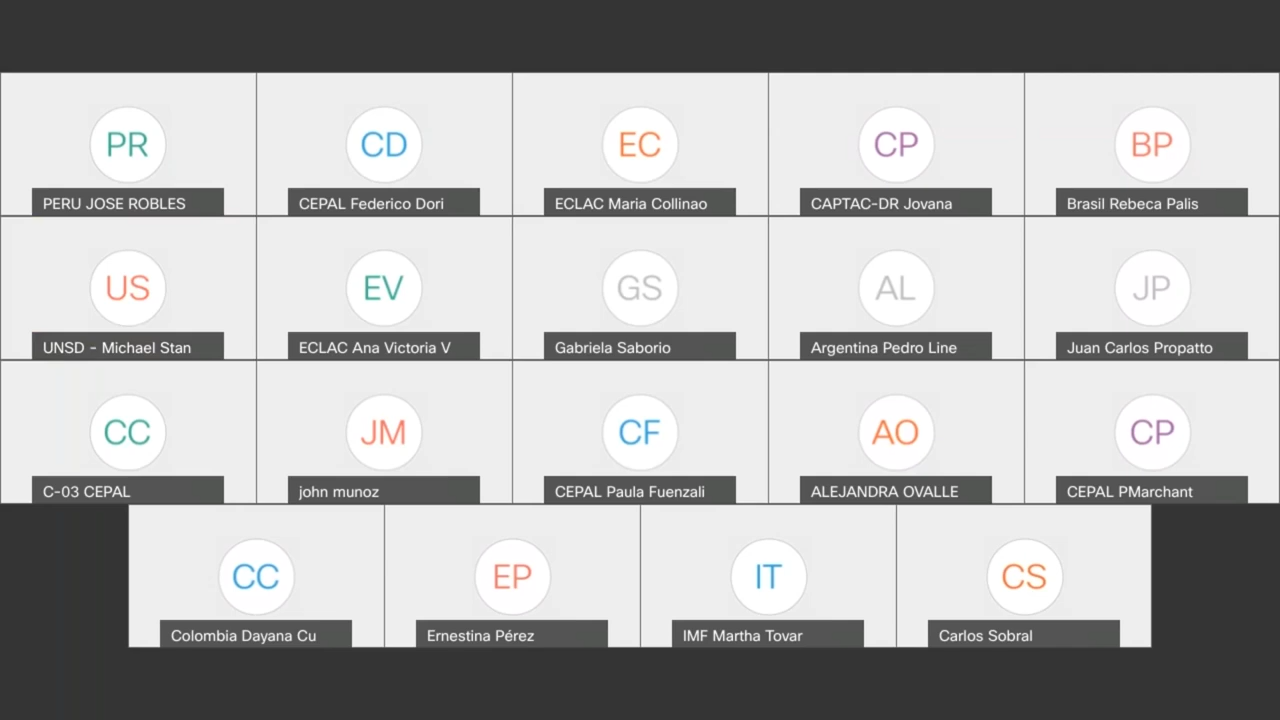 PR
PERU JOSE ROBLES
CD
CEPAL Federico Dori
EC
ECLAC Maria Collinao
CP
CAPTAC-DR Jovana
BP
Brasil Rebeca Palis
US
UNSD - Michael Stan
EV
ECLAC Ana Victoria V
GS
Gabriela Saborio
AL
Argentina Pedro Line
JP
Juan Carlos Propatto
CC
C-03 CEPAL
JM
john munoz
CF
CEPAL Paula Fuenzali
AO
ALEJANDRA OVALLE
CP
CEPAL PMarchant
CC
Colombia Dayana Cu
EP
Ernestina Pérez
IT
IMF Martha Tovar
CS
Carlos Sobral